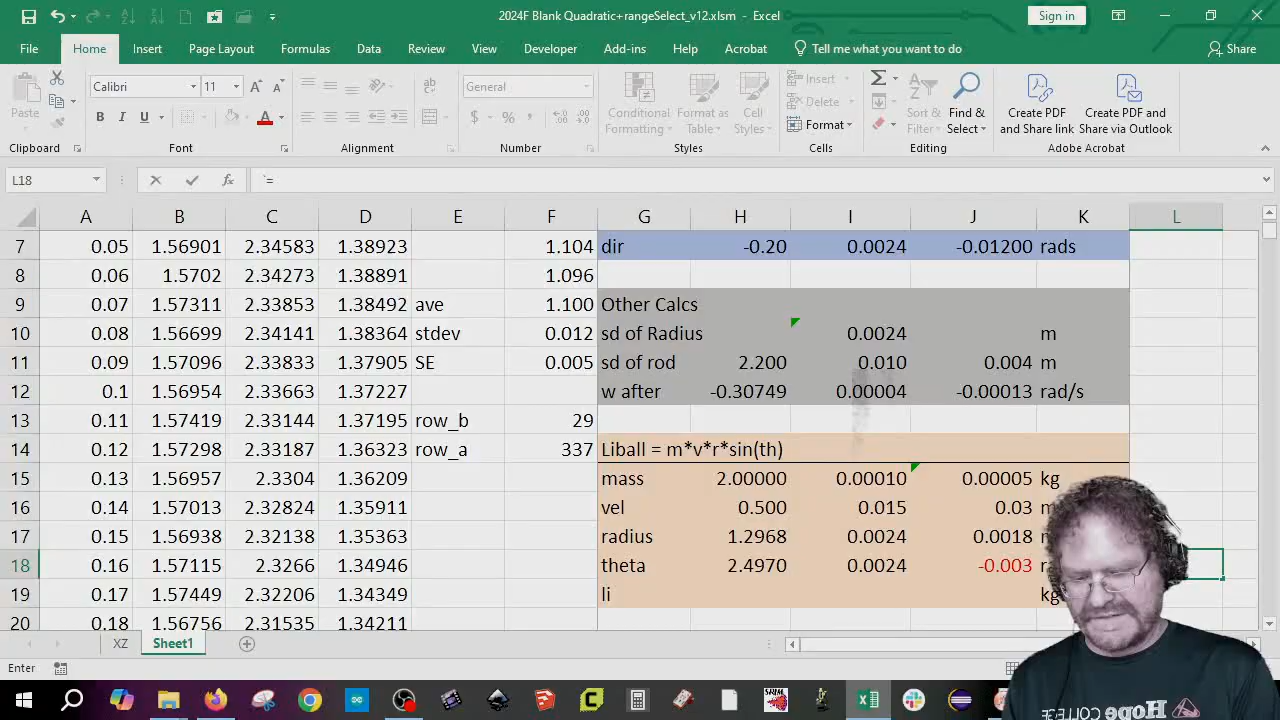 2024F Blank Quadratic+rangeSelect_v12.xlsm - Excel
Sign in
File Home Insert Page Layout Formulas Data Review View Developer Add-ins Help Acrobat Tell me what you want to do Share
Paste
Calibri 11
B I U
General
$ % ,
Conditional Formatting
Format as Table
Cell Styles
Insert
Delete
Format
Sort & Filter
Find & Select
Create PDF and Share link
Create PDF and Share via Outlook
Clipboard Font Alignment Number Styles Cells Editing Adobe Acrobat
L18 fx `=
A B C D E F G H I J K L
7 0.05 1.56901 2.34583 1.38923 1.104 dir -0.20 0.0024 -0.01200 rads
8 0.06 1.5702 2.34273 1.38891 1.096
9 0.07 1.57311 2.33853 1.38492 ave 1.100 Other Calcs
10 0.08 1.56699 2.34141 1.38364 stdev 0.012 sd of Radius 0.0024 m
11 0.09 1.57096 2.33833 1.37905 SE 0.005 sd of rod 2.200 0.010 0.004 m
12 0.1 1.56954 2.33663 1.37227 w after -0.30749 0.00004 -0.00013 rad/s
13 0.11 1.57419 2.33144 1.37195 row_b 29
14 0.12 1.57298 2.33187 1.36323 row_a 337 Liball = m*v*r*sin(th)
15 0.13 1.56957 2.3304 1.36209 mass 2.00000 0.00010 0.00005 kg
16 0.14 1.57013 2.32824 1.35911 vel 0.500 0.015 0.03
17 0.15 1.56938 2.32138 1.35363 radius 1.2968 0.0024 0.0018
18 0.16 1.57115 2.3266 1.34946 theta 2.4970 0.0024 -0.003
19 0.17 1.57449 2.32206 1.34349 li
20 0.18 1.56756 2.31535 1.34211
XZ Sheet1
Enter